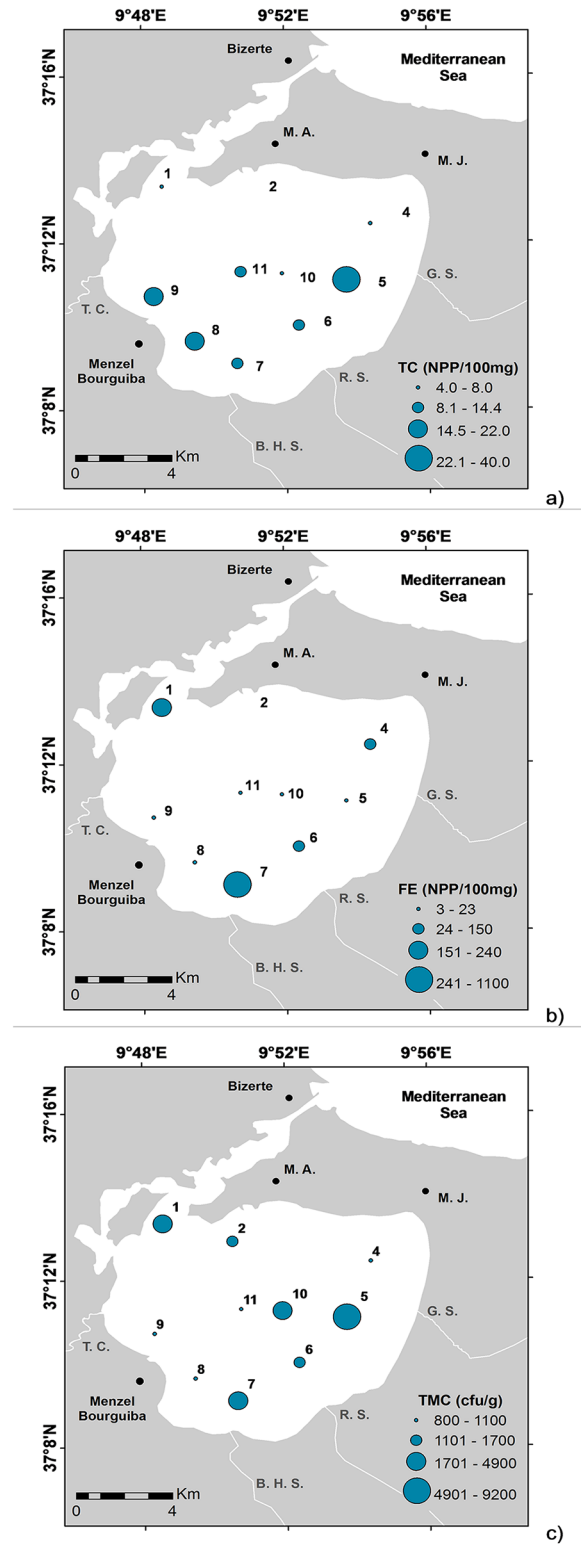 9°48'E 9°52'E 9°56'E
Bizerte
Mediterranean
Sea
37°16'N
M. A.
M. J.
1
2
4
37°12'N
11
10
5
G. S.
9
T. C.
6
8
Menzel
Bourguiba
7
R. S.
TC (NPP/100mg)
4.0 - 8.0
8.1 - 14.4
14.5 - 22.0
22.1 - 40.0
37°8'N
B. H. S.
Km
0 4
a)
9°48'E 9°52'E 9°56'E
Bizerte
Mediterranean
Sea
37°16'N
M. A.
M. J.
1
2
4
37°12'N
11
10
5
G. S.
9
T. C.
6
8
Menzel
Bourguiba
7
R. S.
FE (NPP/100mg)
3 - 23
24 - 150
151 - 240
241 - 1100
37°8'N
B. H. S.
Km
0 4
b)
9°48'E 9°52'E 9°56'E
Bizerte
Mediterranean
Sea
37°16'N
M. A.
M. J.
1
2
4
37°12'N
11
10
5
G. S.
9
T. C.
6
8
Menzel
Bourguiba
7
R. S.
TMC (cfu/g)
800 - 1100
1101 - 1700
1701 - 4900
4901 - 9200
37°8'N
B. H. S.
Km
0 4
c)